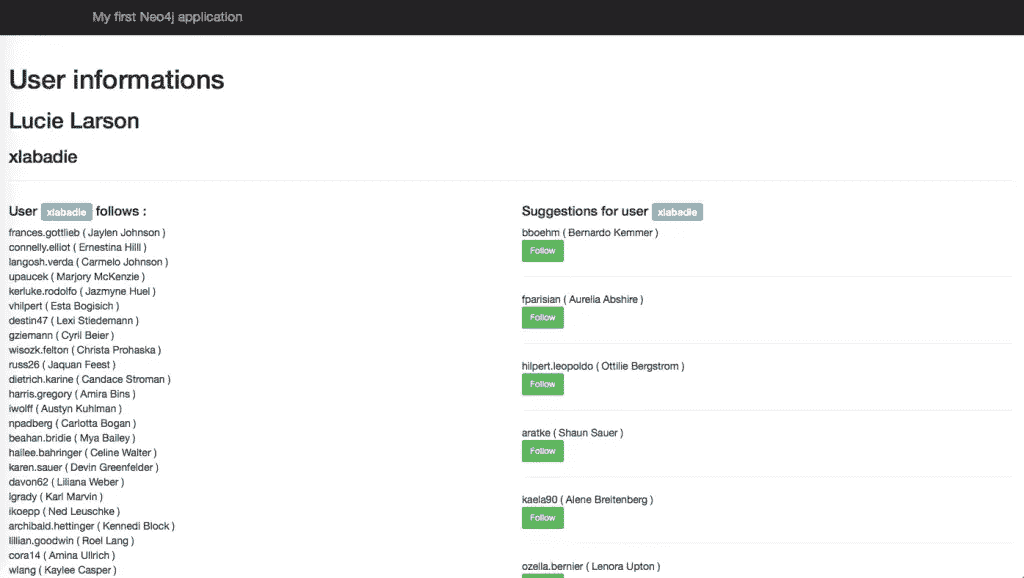 My first Neo4j application
User informations
Lucie Larson
xlabadie
User xlabadie follows :
frances.gottlieb ( Jaylen Johnson )
connelly.elliot ( Ernestina Hilll )
langosh.verda ( Carmelo Johnson )
upaucek ( Marjory McKenzie )
kerluke.rodolfo ( Jazmyne Huel )
vhilpert ( Esta Bogisich )
destin47 ( Lexi Stiedemann )
gziemann ( Cyril Beier )
wisozk.felton ( Christa Prohaska )
russ26 ( Jaquan Feest )
dietrich.karine ( Candace Stroman )
harris.gregory ( Amira Bins )
iwolff ( Austyn Kuhlman )
npadberg ( Carlotta Bogan )
beahan.bridie ( Mya Bailey )
hailee.bahringer ( Celine Walter )
karen.sauer ( Devin Greenfelder )
davon62 ( Liliana Weber )
lgrady ( Karl Marvin )
ikoepp ( Ned Leuschke )
archibald.hettinger ( Kennedi Block )
lillian.goodwin ( Roel Lang )
cora14 ( Amina Ullrich )
wlang ( Kaylee Casper )
Suggestions for user xlabadie
bboehm ( Bernardo Kemmer )
Follow
fparisian ( Aurelia Abshire )
Follow
hilpert.leopoldo ( Ottilie Bergstrom )
Follow
aratke ( Shaun Sauer )
Follow
kaela90 ( Alene Breitenberg )
Follow
ozella.bernier ( Lenora Upton )